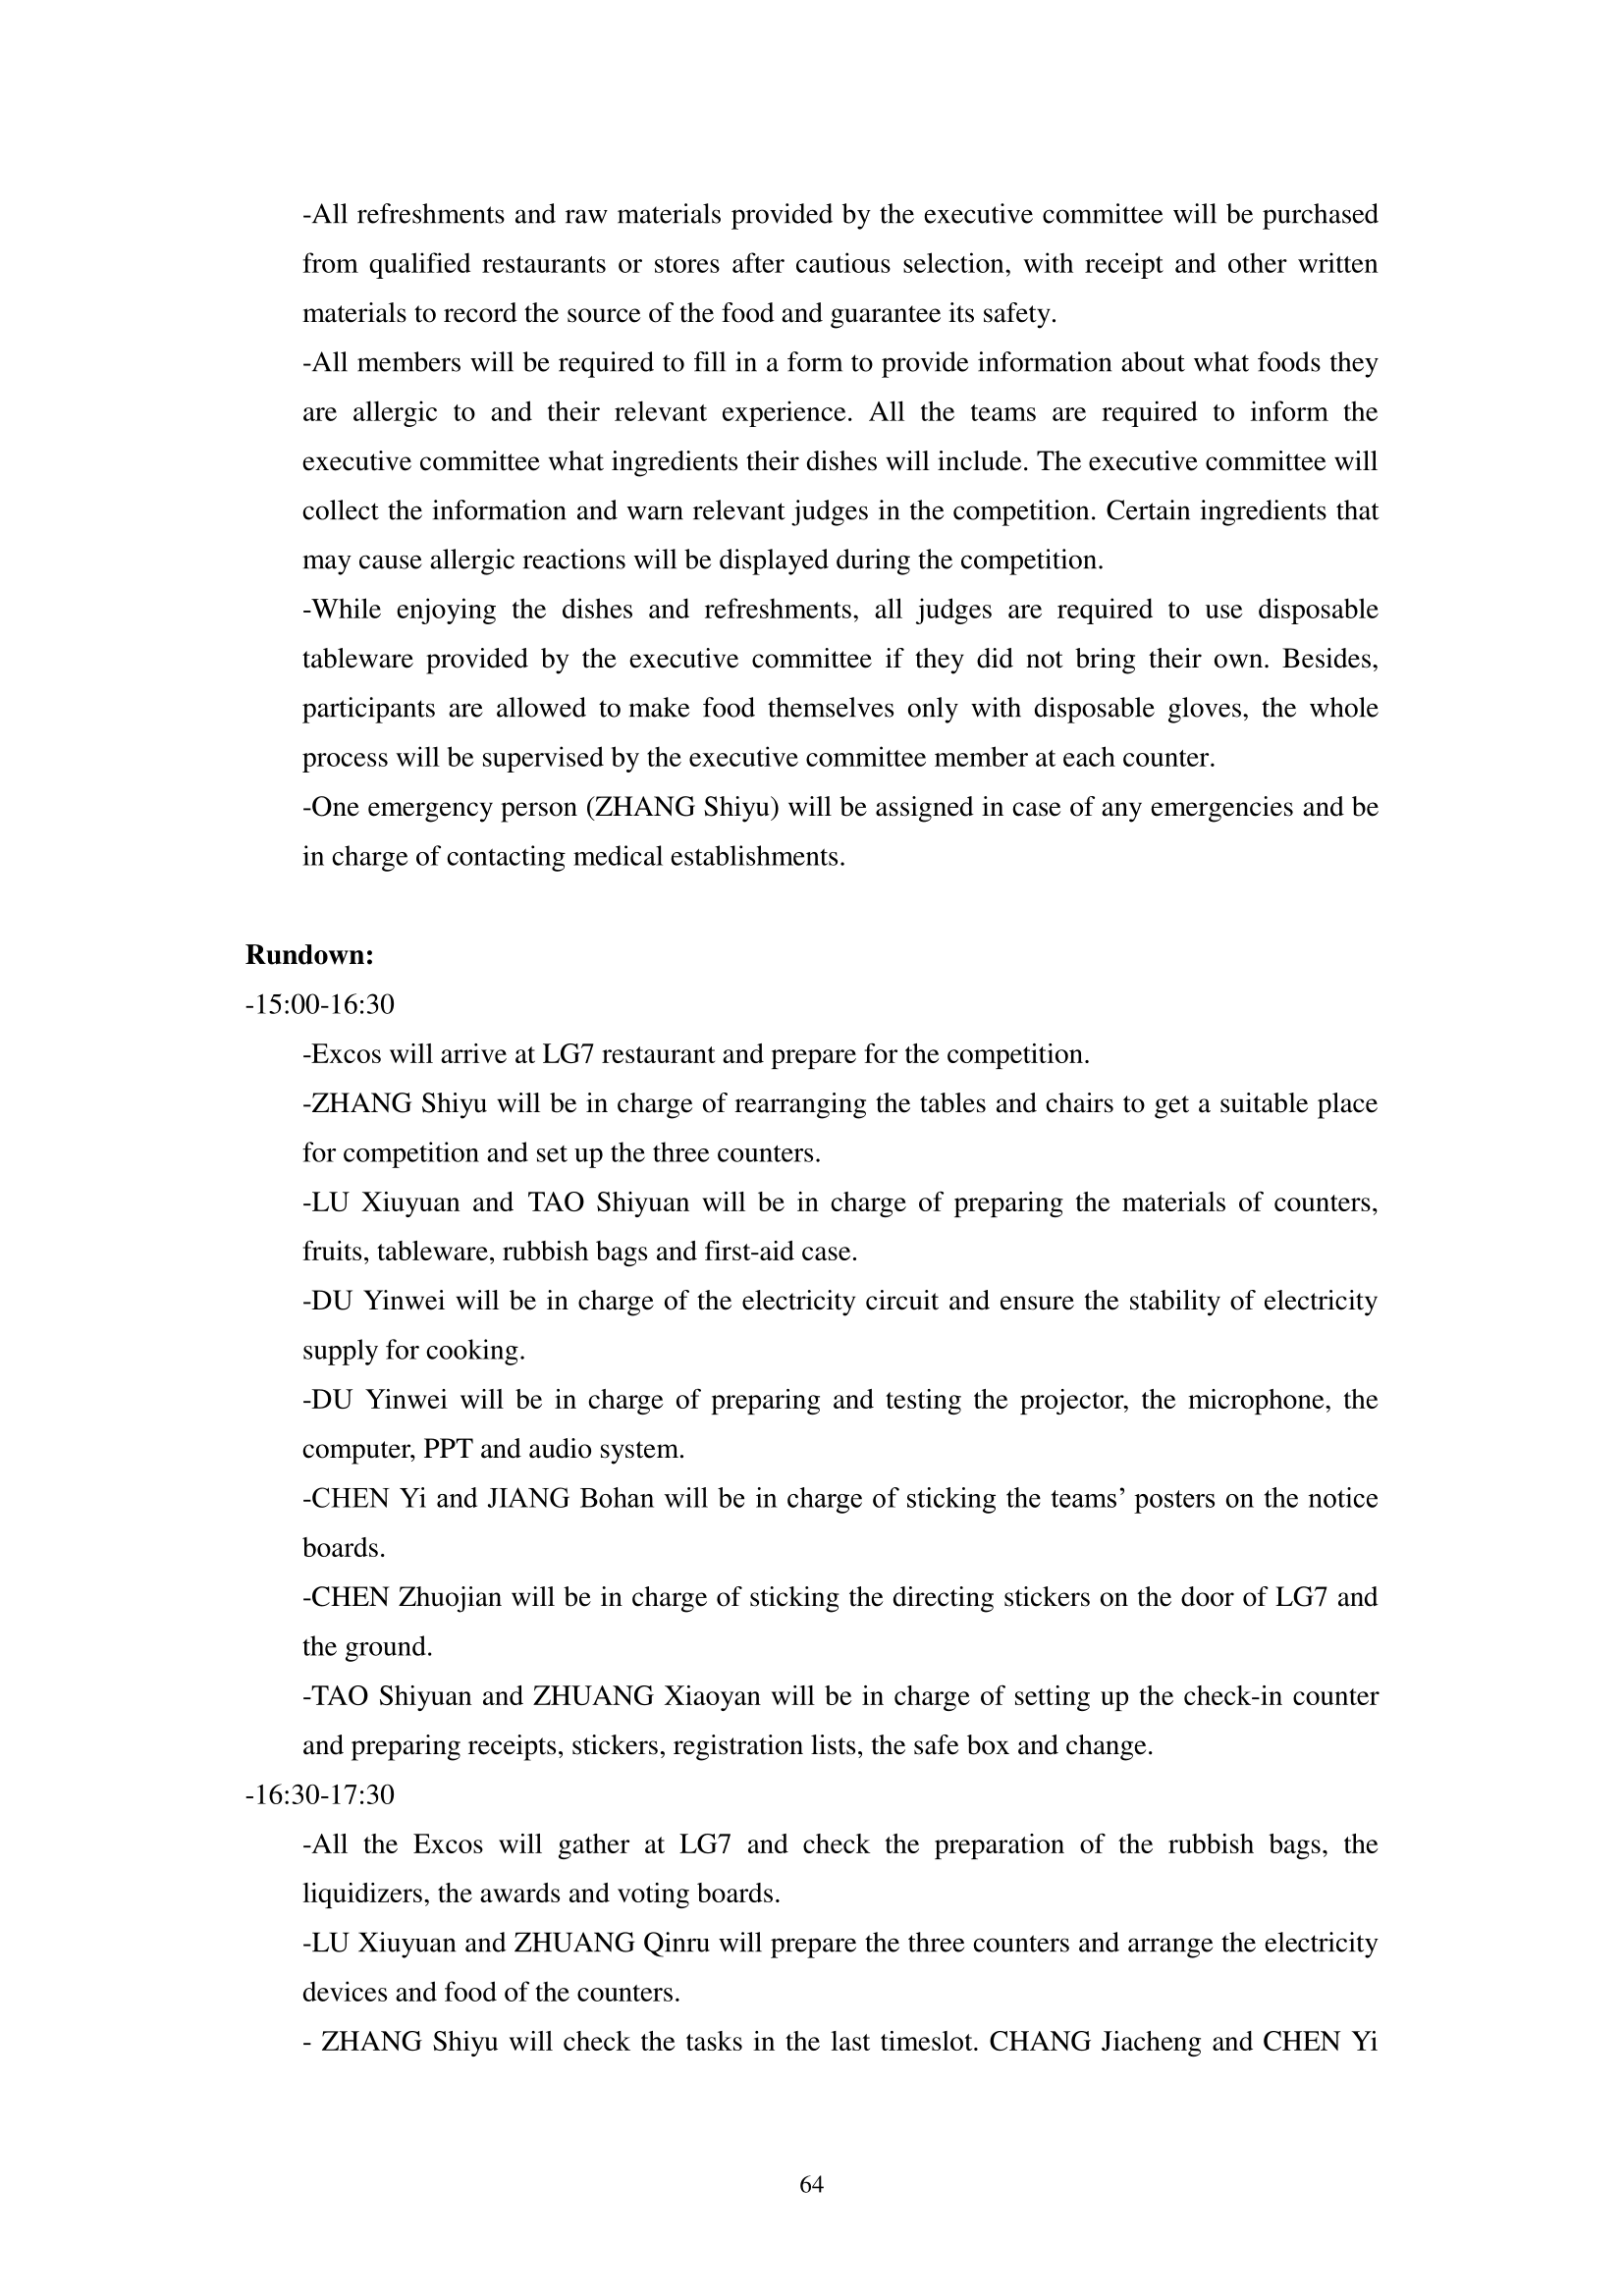 -All refreshments and raw materials provided by the executive committee will be purchased
from qualified restaurants or stores after cautious selection, with receipt and other written
materials to record the source of the food and guarantee its safety.
-All members will be required to fill in a form to provide information about what foods they
are allergic to and their relevant experience. All the teams are required to inform the
executive committee what ingredients their dishes will include. The executive committee will
collect the information and warn relevant judges in the competition. Certain ingredients that
may cause allergic reactions will be displayed during the competition.
-While enjoying the dishes and refreshments, all judges are required to use disposable
tableware provided by the executive committee if they did not bring their own. Besides,
participants are allowed to make food themselves only with disposable gloves, the whole
process will be supervised by the executive committee member at each counter.
-One emergency person (ZHANG Shiyu) will be assigned in case of any emergencies and be
in charge of contacting medical establishments.
Rundown:
-15:00-16:30
-Excos will arrive at LG7 restaurant and prepare for the competition.
-ZHANG Shiyu will be in charge of rearranging the tables and chairs to get a suitable place
for competition and set up the three counters.
-LU Xiuyuan and TAO Shiyuan will be in charge of preparing the materials of counters,
fruits, tableware, rubbish bags and first-aid case.
-DU Yinwei will be in charge of the electricity circuit and ensure the stability of electricity
supply for cooking.
-DU Yinwei will be in charge of preparing and testing the projector, the microphone, the
computer, PPT and audio system.
-CHEN Yi and JIANG Bohan will be in charge of sticking the teams’ posters on the notice
boards.
-CHEN Zhuojian will be in charge of sticking the directing stickers on the door of LG7 and
the ground.
-TAO Shiyuan and ZHUANG Xiaoyan will be in charge of setting up the check-in counter
and preparing receipts, stickers, registration lists, the safe box and change.
-16:30-17:30
-All the Excos will gather at LG7 and check the preparation of the rubbish bags, the
liquidizers, the awards and voting boards.
-LU Xiuyuan and ZHUANG Qinru will prepare the three counters and arrange the electricity
devices and food of the counters.
- ZHANG Shiyu will check the tasks in the last timeslot. CHANG Jiacheng and CHEN Yi
64